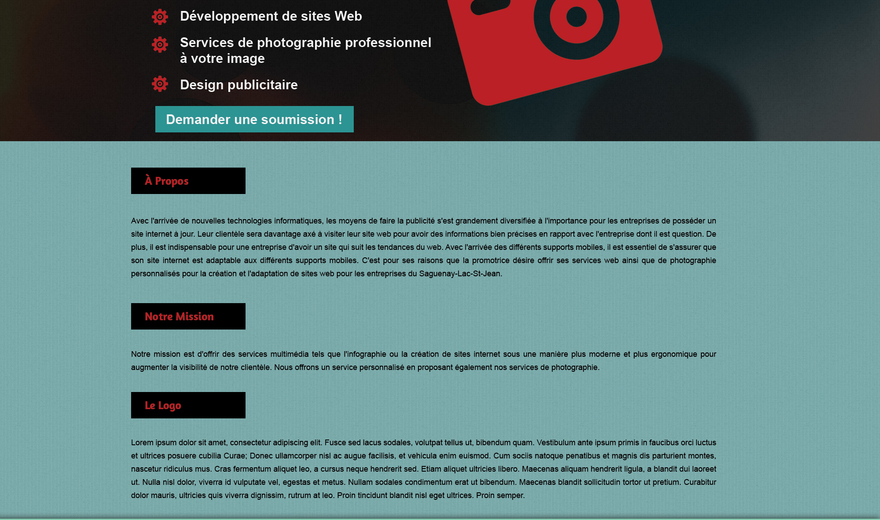 Développement de sites Web
Services de photographie professionnel
à votre image
Design publicitaire
Demander une soumission !
À Propos
Avec l'arrivée de nouvelles technologies informatiques, les moyens de faire la publicité s'est grandement diversifiée à l'importance pour les entreprises de posséder un
site internet à jour. Leur clientèle sera davantage axé à visiter leur site web pour avoir des informations bien précises en rapport avec l'entreprise dont il est question. De
plus, il est indispensable pour une entreprise d'avoir un site qui suit les tendances du web. Avec l'arrivée des différents supports mobiles, il est essentiel de s'assurer que
son site internet est adaptable aux différents supports mobiles. C'est pour ses raisons que la promotrice désire offrir ses services web ainsi que de photographie
personnalisés pour la création et l'adaptation de sites web pour les entreprises du Saguenay-Lac-St-Jean.
Notre Mission
Notre mission est d'offrir des services multimédia tels que l'infographie ou la création de sites internet sous une manière plus moderne et plus ergonomique pour
augmenter la visibilité de notre clientèle. Nous offrons un service personnalisé en proposant également nos services de photographie.
Le Logo
Lorem ipsum dolor sit amet, consectetur adipiscing elit. Fusce sed lacus sodales, volutpat tellus ut, bibendum quam. Vestibulum ante ipsum primis in faucibus orci luctus
et ultrices posuere cubilia Curae; Donec ullamcorper nisl ac augue facilisis, et vehicula enim euismod. Cum sociis natoque penatibus et magnis dis parturient montes,
nascetur ridiculus mus. Cras fermentum aliquet leo, a cursus neque hendrerit sed. Etiam aliquet ultricies libero. Maecenas aliquam hendrerit ligula, a blandit dui laoreet
ut. Nulla nisl dolor, viverra id vulputate vel, egestas et metus. Nullam sodales condimentum erat ut bibendum. Maecenas blandit sollicitudin tortor ut pretium. Curabitur
dolor mauris, ultricies quis viverra dignissim, rutrum at leo. Proin tincidunt blandit nisl eget ultrices. Proin semper.